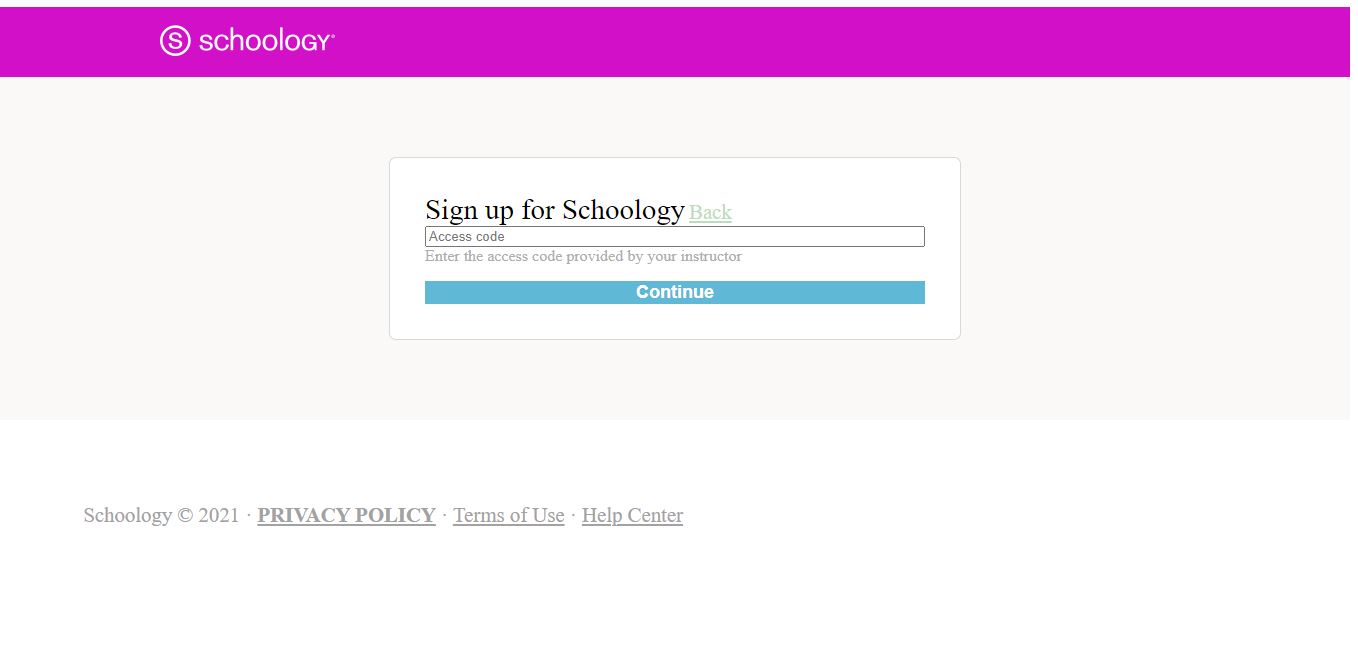 S schoology®
Sign up for Schoology Back
Access code
Enter the access code provided by your instructor
Continue
Schoology © 2021 · PRIVACY POLICY · Terms of Use · Help Center